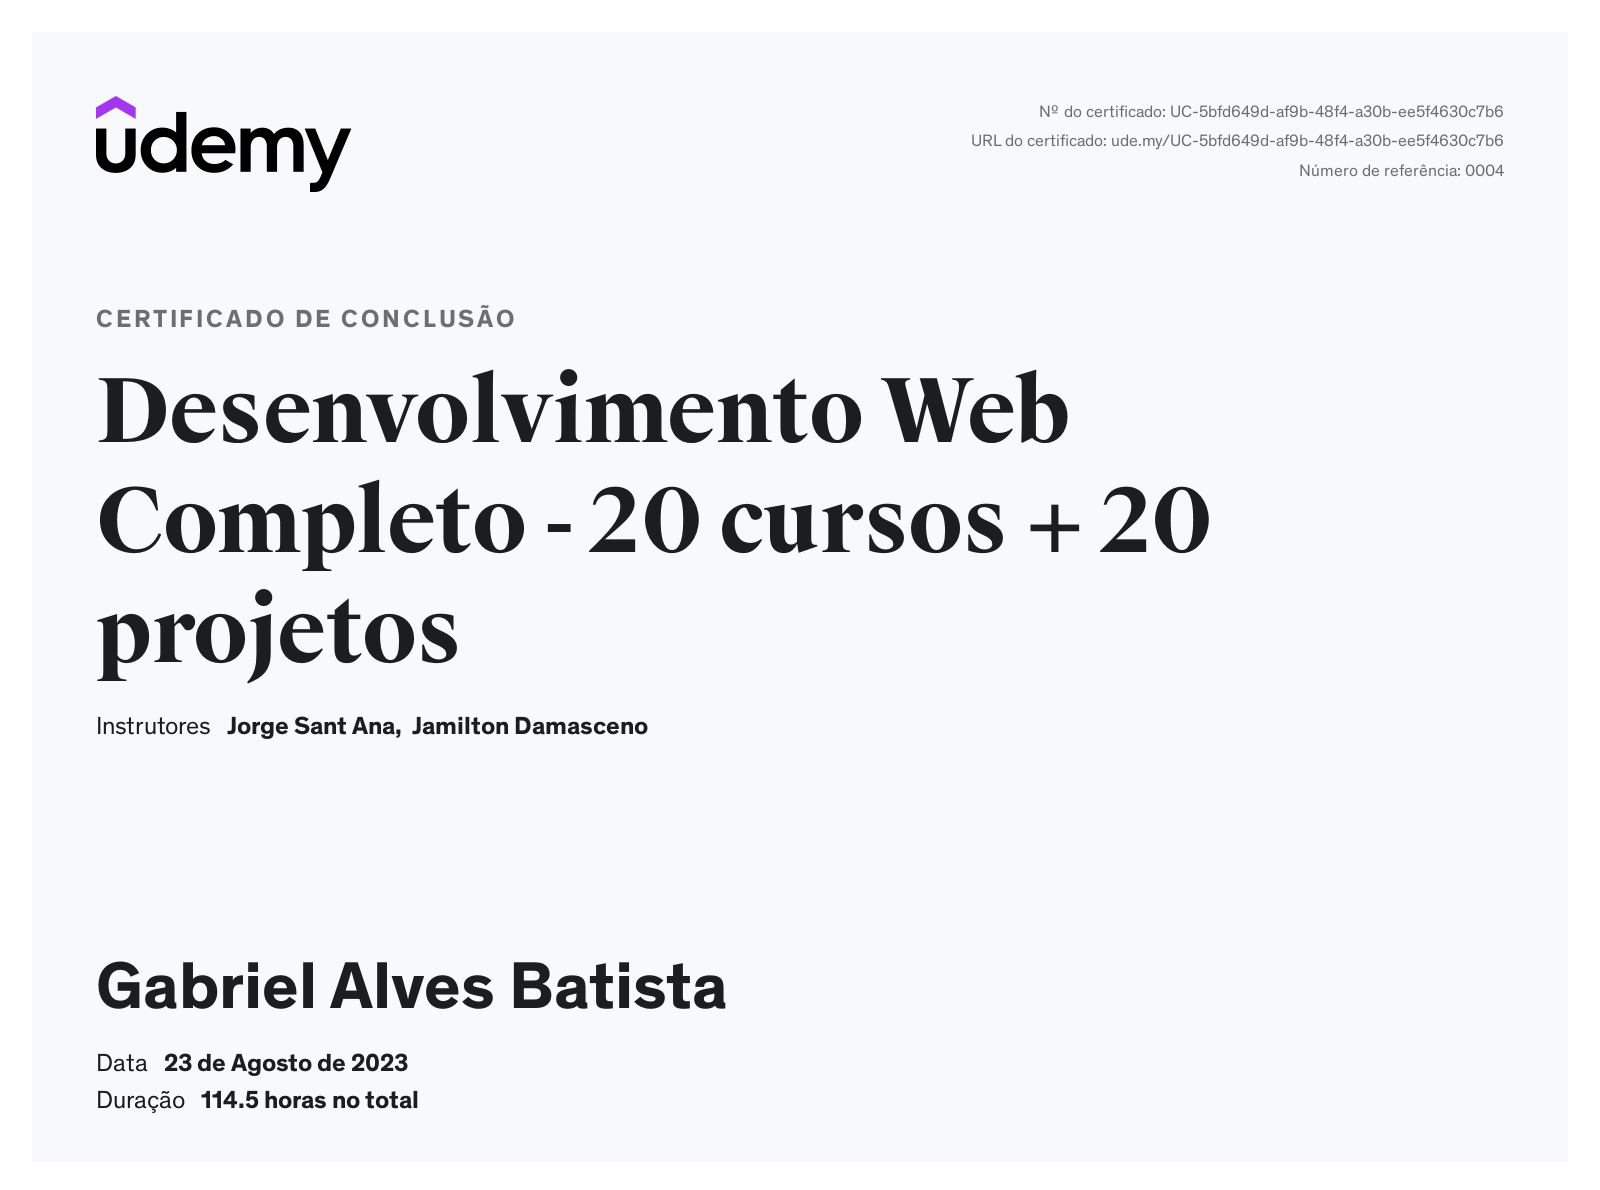 udemy
Nº do certificado: UC-5bfd649d-af9b-48f4-a30b-ee5f4630c7b6
URL do certificado: ude.my/UC-5bfd649d-af9b-48f4-a30b-ee5f4630c7b6
Número de referência: 0004
CERTIFICADO DE CONCLUSÃO
Desenvolvimento Web
Completo - 20 cursos + 20
projetos
Instrutores Jorge Sant Ana, Jamilton Damasceno
Gabriel Alves Batista
Data 23 de Agosto de 2023
Duração 114.5 horas no total